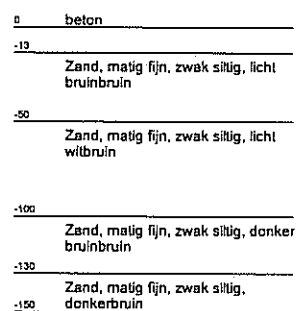 0 beton
-13
Zand, matig fijn, zwak siltig, licht
bruinbruin
-50
Zand, matig fijn, zwak siltig, licht
witbruin
-100
Zand, matig fijn, zwak siltig, donker
bruinbruin
-130
Zand, matig fijn, zwak siltig,
-150 donkerbruin